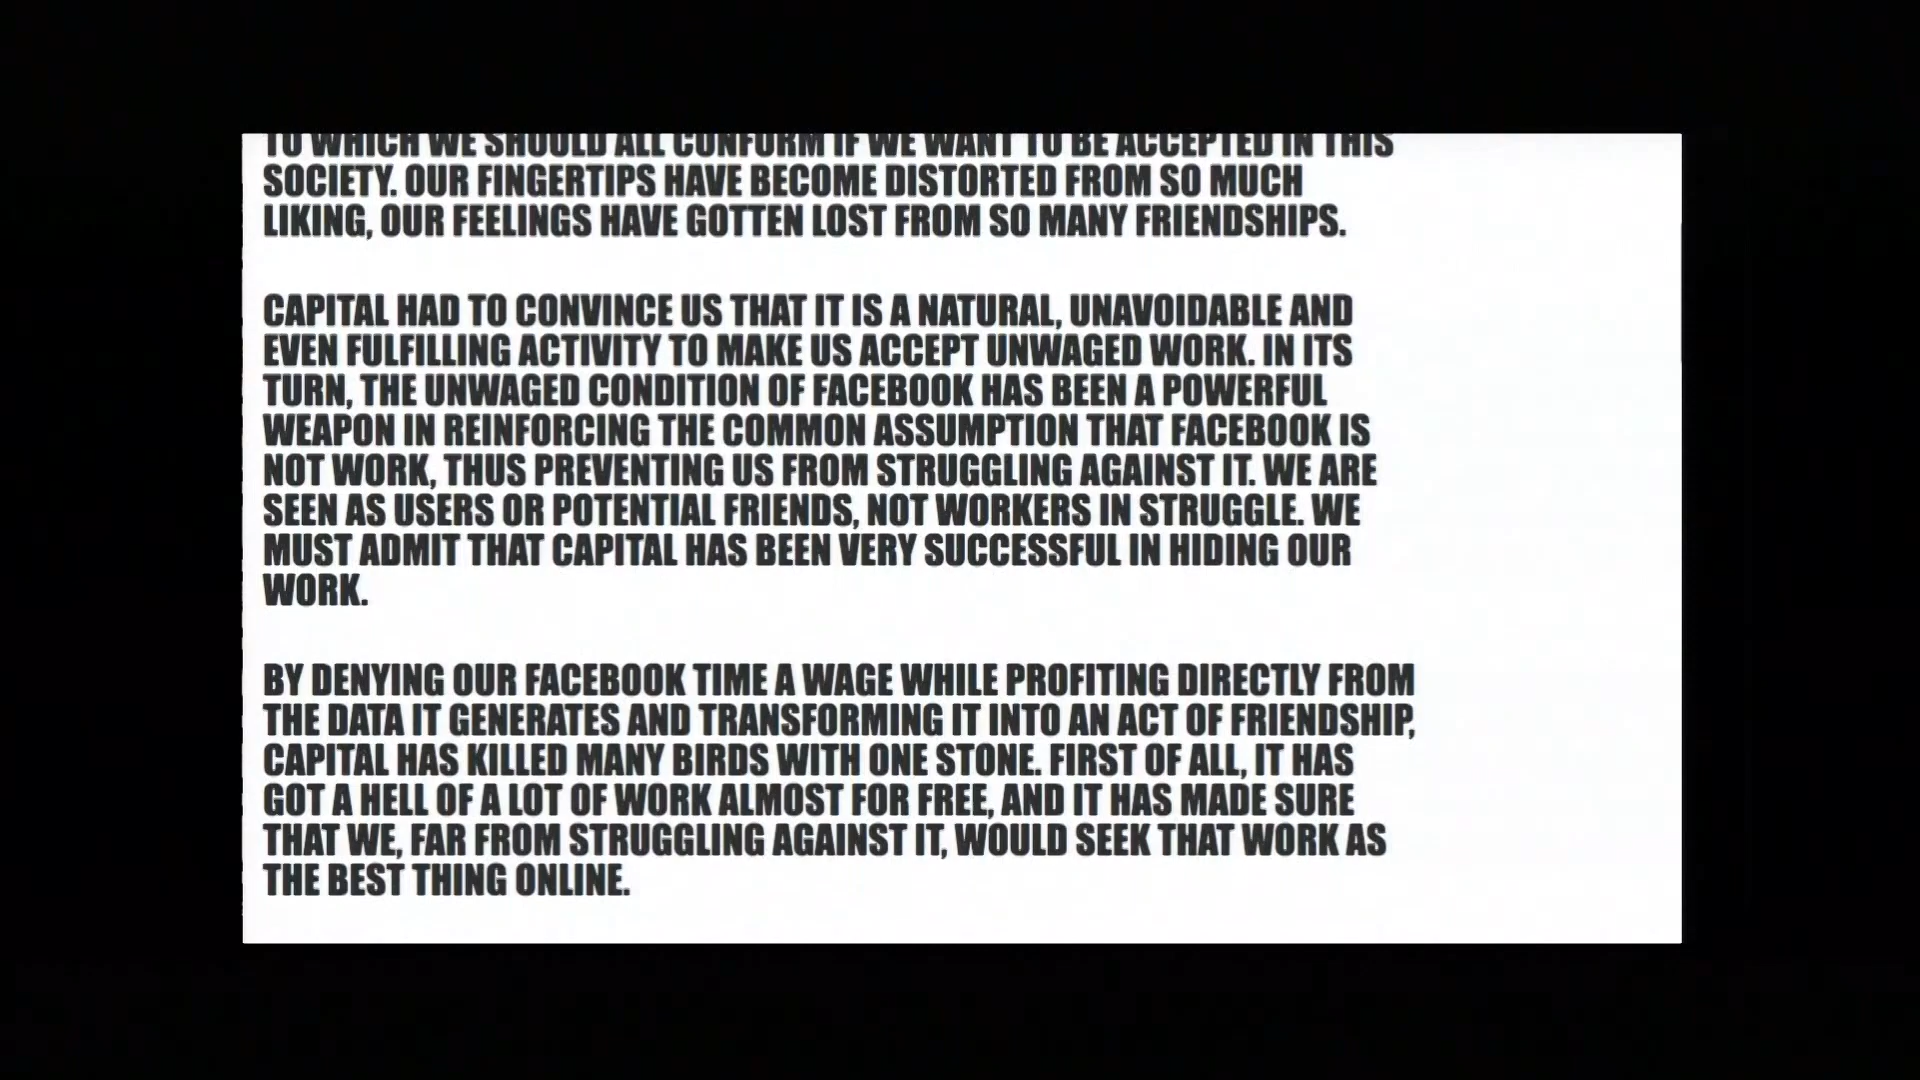 TO WHICH WE SHOULD ALL CONFORM IF WE WANT TO BE ACCEPTED IN THIS
SOCIETY. OUR FINGERTIPS HAVE BECOME DISTORTED FROM SO MUCH
LIKING, OUR FEELINGS HAVE GOTTEN LOST FROM SO MANY FRIENDSHIPS.
CAPITAL HAD TO CONVINCE US THAT IT IS A NATURAL, UNAVOIDABLE AND
EVEN FULFILLING ACTIVITY TO MAKE US ACCEPT UNWAGED WORK. IN ITS
TURN, THE UNWAGED CONDITION OF FACEBOOK HAS BEEN A POWERFUL
WEAPON IN REINFORCING THE COMMON ASSUMPTION THAT FACEBOOK IS
NOT WORK, THUS PREVENTING US FROM STRUGGLING AGAINST IT. WE ARE
SEEN AS USERS OR POTENTIAL FRIENDS, NOT WORKERS IN STRUGGLE. WE
MUST ADMIT THAT CAPITAL HAS BEEN VERY SUCCESSFUL IN HIDING OUR
WORK.
BY DENYING OUR FACEBOOK TIME A WAGE WHILE PROFITING DIRECTLY FROM
THE DATA IT GENERATES AND TRANSFORMING IT INTO AN ACT OF FRIENDSHIP,
CAPITAL HAS KILLED MANY BIRDS WITH ONE STONE. FIRST OF ALL, IT HAS
GOT A HELL OF A LOT OF WORK ALMOST FOR FREE, AND IT HAS MADE SURE
THAT WE, FAR FROM STRUGGLING AGAINST IT, WOULD SEEK THAT WORK AS
THE BEST THING ONLINE.